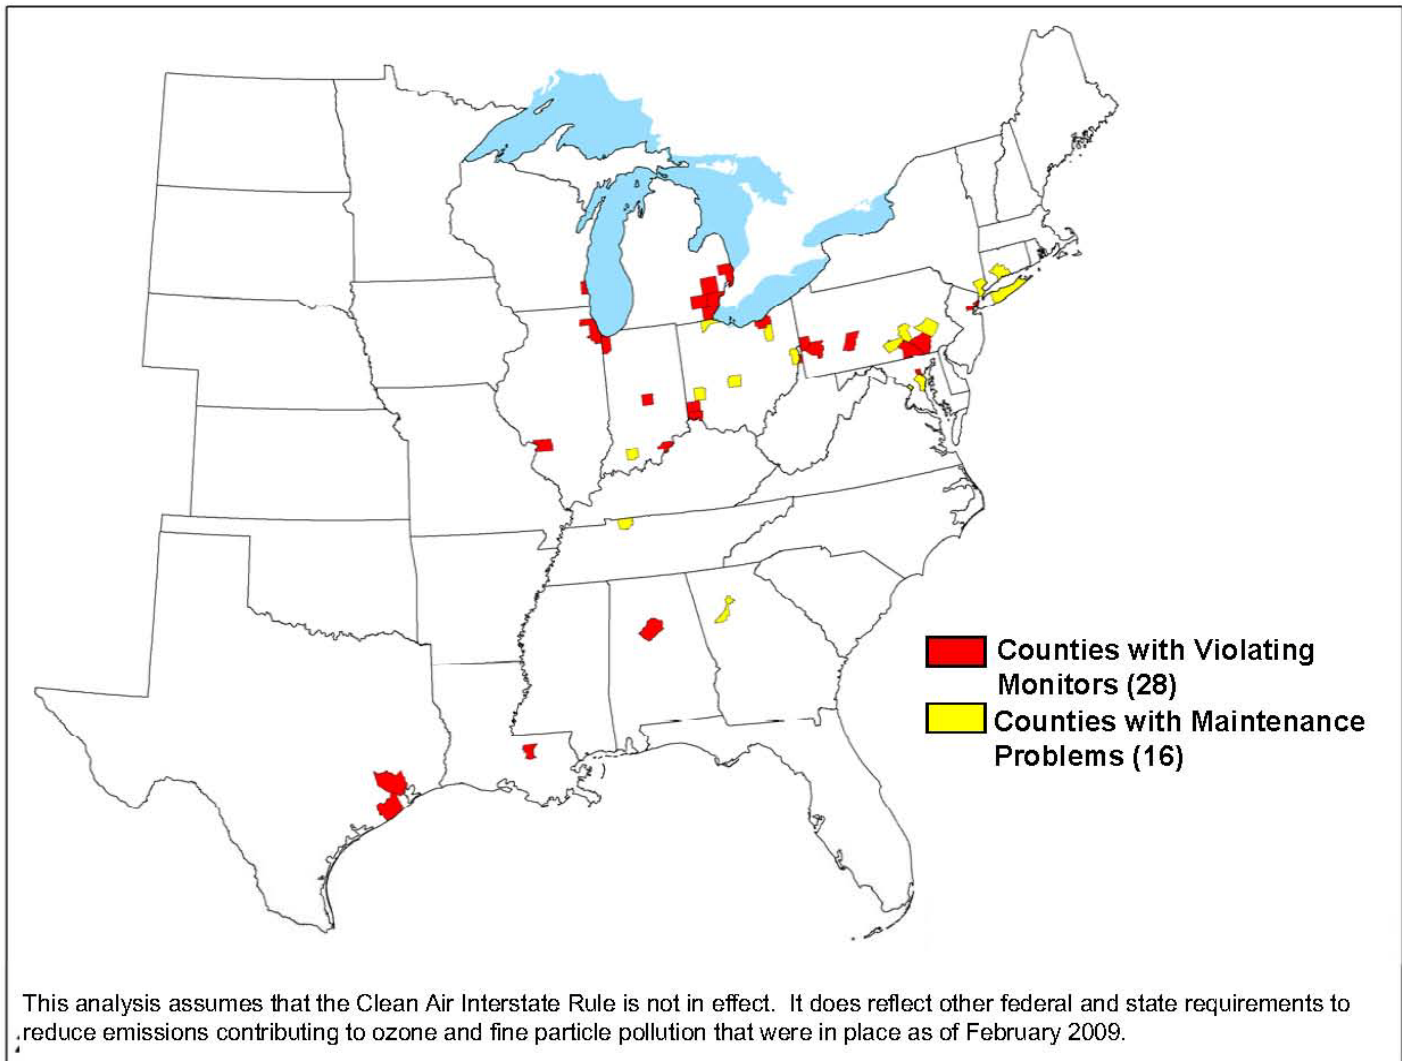 Counties with Violating
Monitors (28)
Counties with Maintenance
Problems (16)
This analysis assumes that the Clean Air Interstate Rule is not in effect. It does reflect other federal and state requirements to
reduce emissions contributing to ozone and fine particle pollution that were in place as of February 2009.